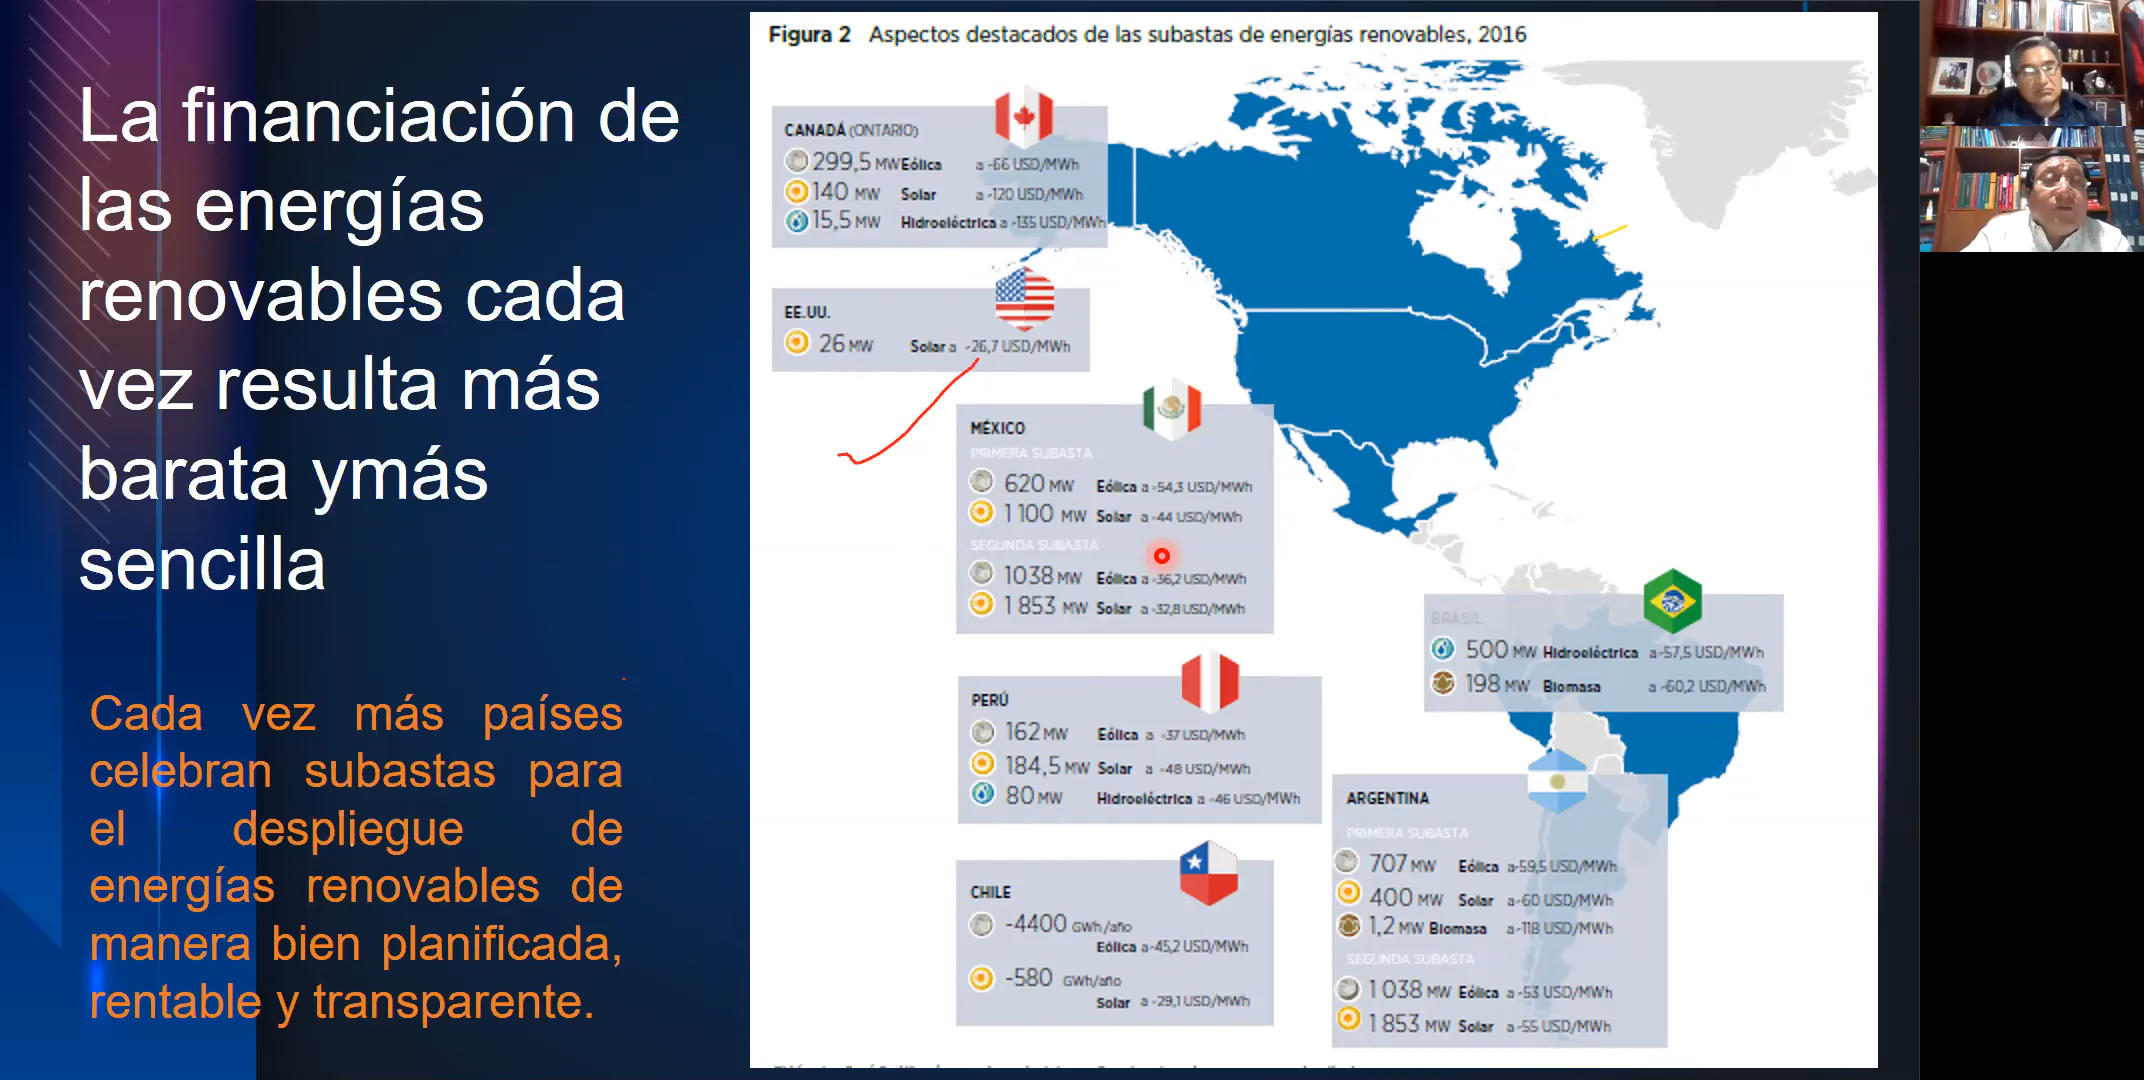 La financiación de
las energías
renovables cada
vez resulta más
barata ymás
sencilla
Cada vez más países
celebran subastas para
el despliegue de
energías renovables de
manera bien planificada,
rentable y transparente.
Figura 2 Aspectos destacados de las subastas de energías renovables, 2016
CANADÁ (ONTARIO)
299,5 MW Eólica a ~66 USD/MWh
140 MW Solar a ~120 USD/MWh
15,5 MW Hidroeléctrica a ~135 USD/MWh
EE.UU.
26 MW Solar a ~26,7 USD/MWh
MÉXICO
PRIMERA SUBASTA
620 MW Eólica a ~54,3 USD/MWh
1 100 MW Solar a ~44 USD/MWh
SEGUNDA SUBASTA
1038 MW Eólica a ~36,2 USD/MWh
1 853 MW Solar a ~32,8 USD/MWh
PERÚ
162 MW Eólica a ~37 USD/MWh
184,5 MW Solar a ~48 USD/MWh
80 MW Hidroeléctrica a ~46 USD/MWh
CHILE
~4400 GWh/año
Eólica a ~45,2 USD/MWh
~580 GWh/año
Solar a ~29,1 USD/MWh
BRASIL
500 MW Hidroeléctrica a ~57,5 USD/MWh
198 MW Biomasa a ~60,2 USD/MWh
ARGENTINA
PRIMERA SUBASTA
707 MW Eólica a ~59,5 USD/MWh
400 MW Solar a ~60 USD/MWh
1,2 MW Biomasa a ~118 USD/MWh
SEGUNDA SUBASTA
1 038 MW Eólica a ~53 USD/MWh
1 853 MW Solar a ~55 USD/MWh